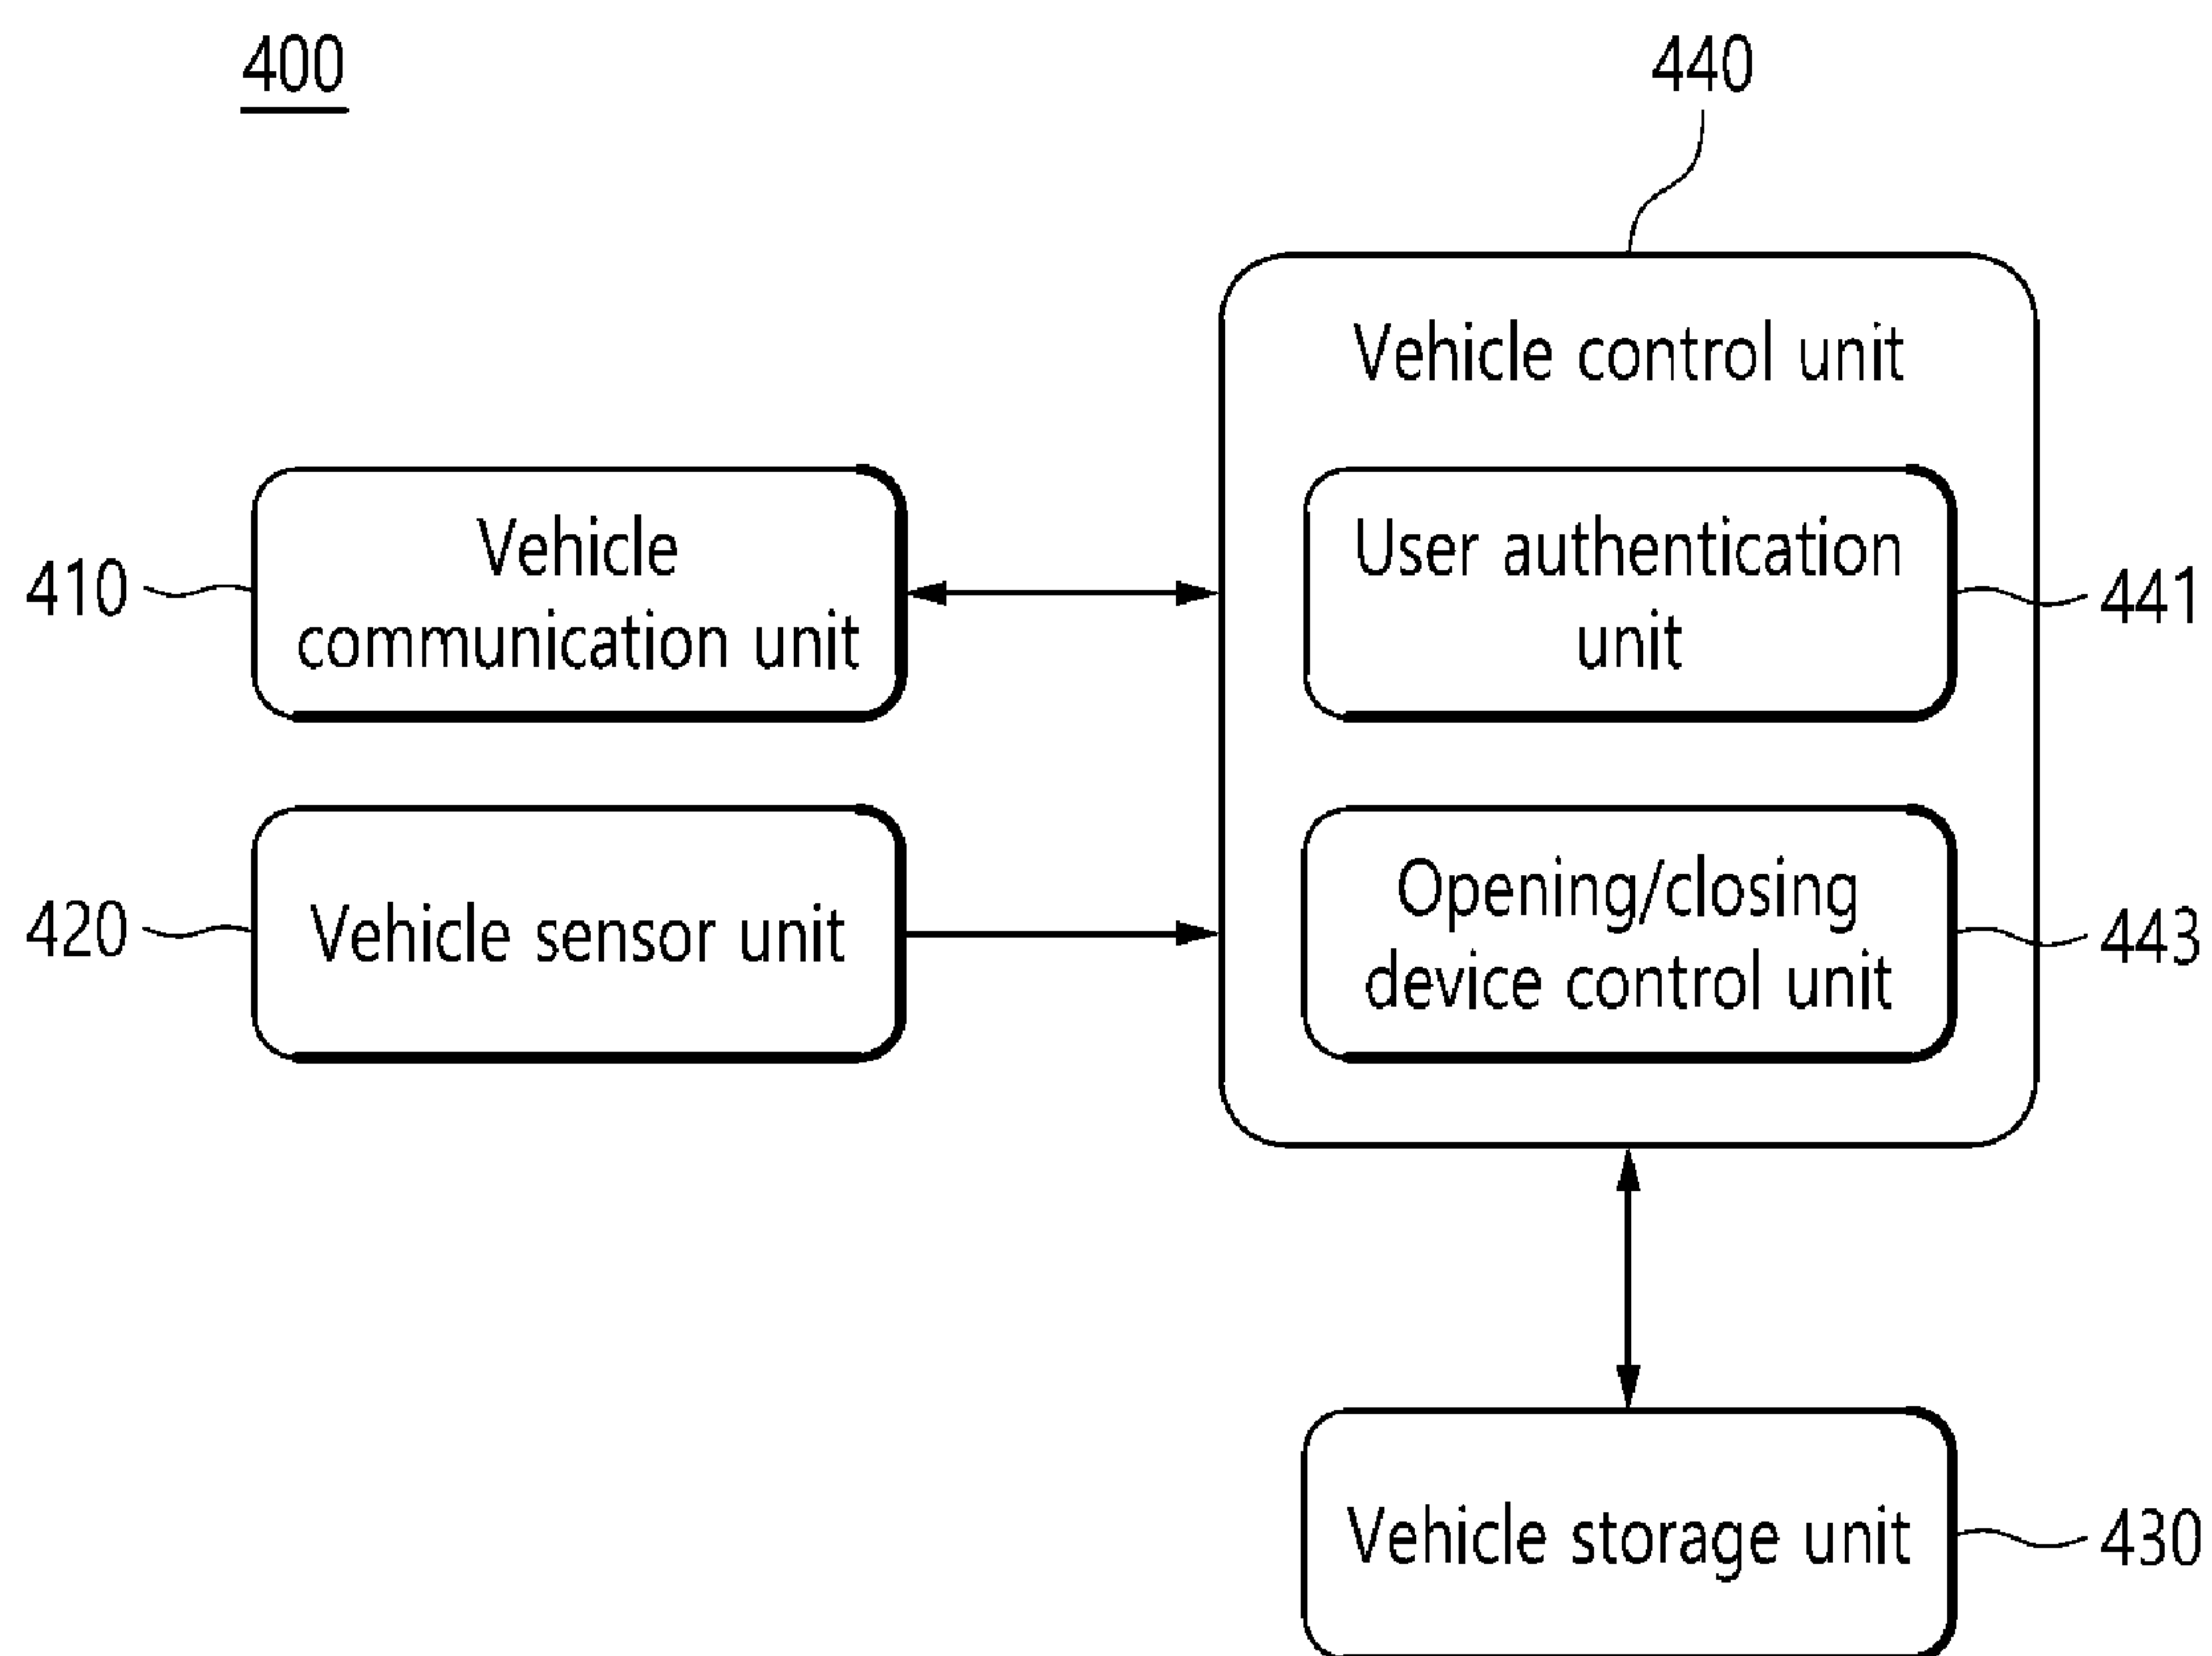 400
440
Vehicle control unit
410
Vehicle
communication unit
User authentication
unit
441
420
Vehicle sensor unit
Opening/closing
device control unit
443
Vehicle storage unit
430